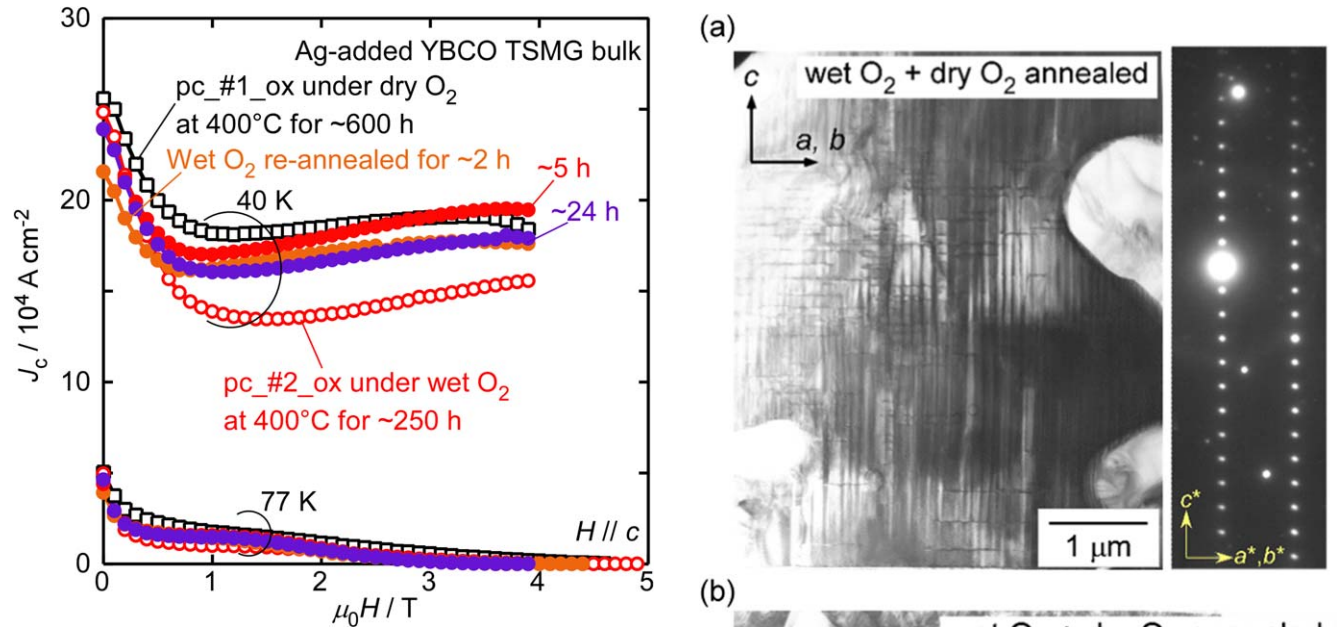 30
20
10
0
J_c / 10^4 A cm^-2
Ag-added YBCO TSMG bulk
pc_#1_ox under dry O₂
at 400°C for ~600 h
Wet O₂ re-annealed for ~2 h
~5 h
40 K
~24 h
pc_#2_ox under wet O₂
at 400°C for ~250 h
77 K
H // c
0 1 2 3 4 5
μ₀H / T
(a)
wet O₂ + dry O₂ annealed
c
a, b
1 μm
c*
a*,b*
(b)